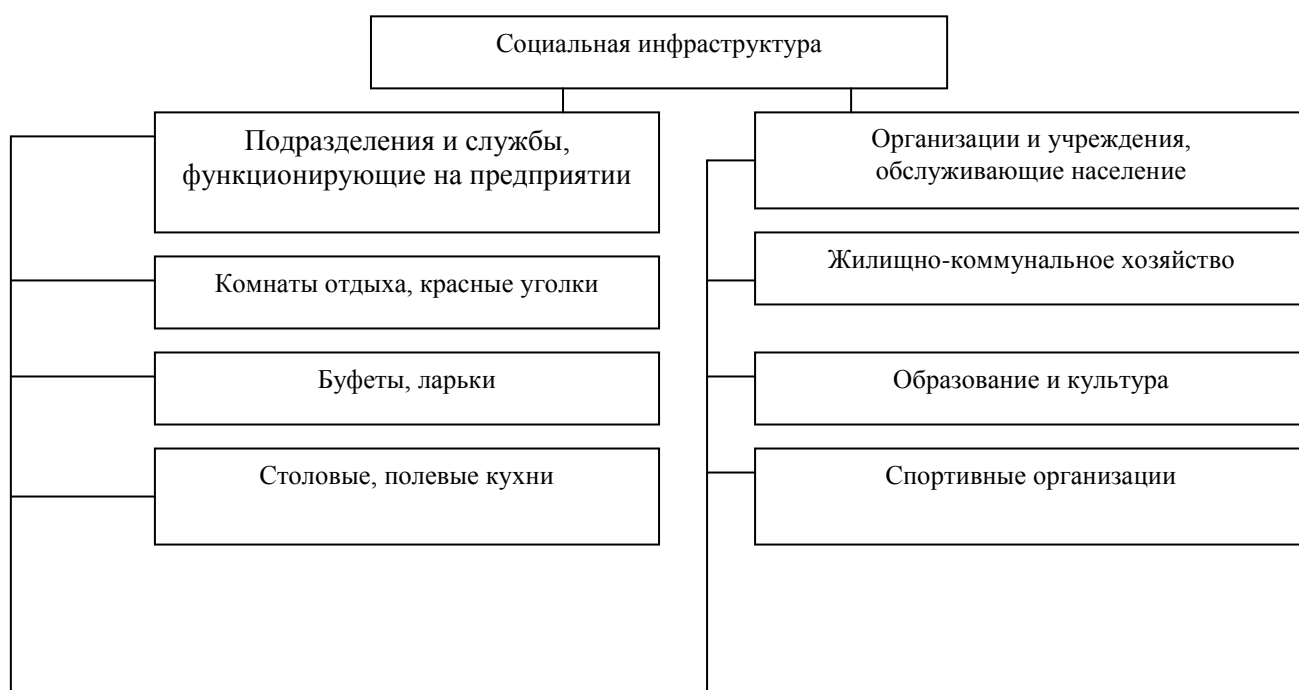 Социальная инфраструктура
Подразделения и службы,
функционирующие на предприятии
Организации и учреждения,
обслуживающие население
Комнаты отдыха, красные уголки
Жилищно-коммунальное хозяйство
Буфеты, ларьки
Образование и культура
Столовые, полевые кухни
Спортивные организации